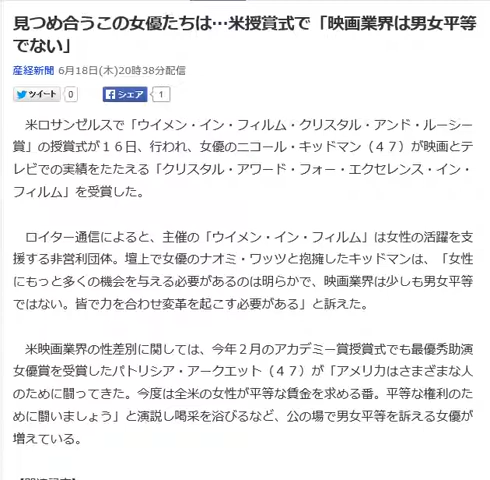 見つめ合うこの女優たちは…米授賞式で「映画業界は男女平等
でない」
産経新聞 6月18日(木)20時38分配信
ツイート 0 シェア 1
米ロサンゼルスで「ウイメン・イン・フィルム・クリスタル・アンド・ルーシー
賞」の授賞式が１６日、行われ、女優のニコール・キッドマン（４７）が映画とテ
レビでの実績をたたえる「クリスタル・アワード・フォー・エクセレンス・イン・
フィルム」を受賞した。
ロイター通信によると、主催の「ウイメン・イン・フィルム」は女性の活躍を支
援する非営利団体。壇上で女優のナオミ・ワッツと抱擁したキッドマンは、「女性
にもっと多くの機会を与える必要があるのは明らかで、映画業界は少しも男女平等
ではない。皆で力を合わせ変革を起こす必要がある」と訴えた。
米映画業界の性差別に関しては、今年２月のアカデミー賞授賞式でも最優秀助演
女優賞を受賞したパトリシア・アークエット（４７）が「アメリカはさまざまな人
のために闘ってきた。今度は全米の女性が平等な賃金を求める番。平等な権利のた
めに闘いましょう」と演説し喝采を浴びるなど、公の場で男女平等を訴える女優が
増えている。